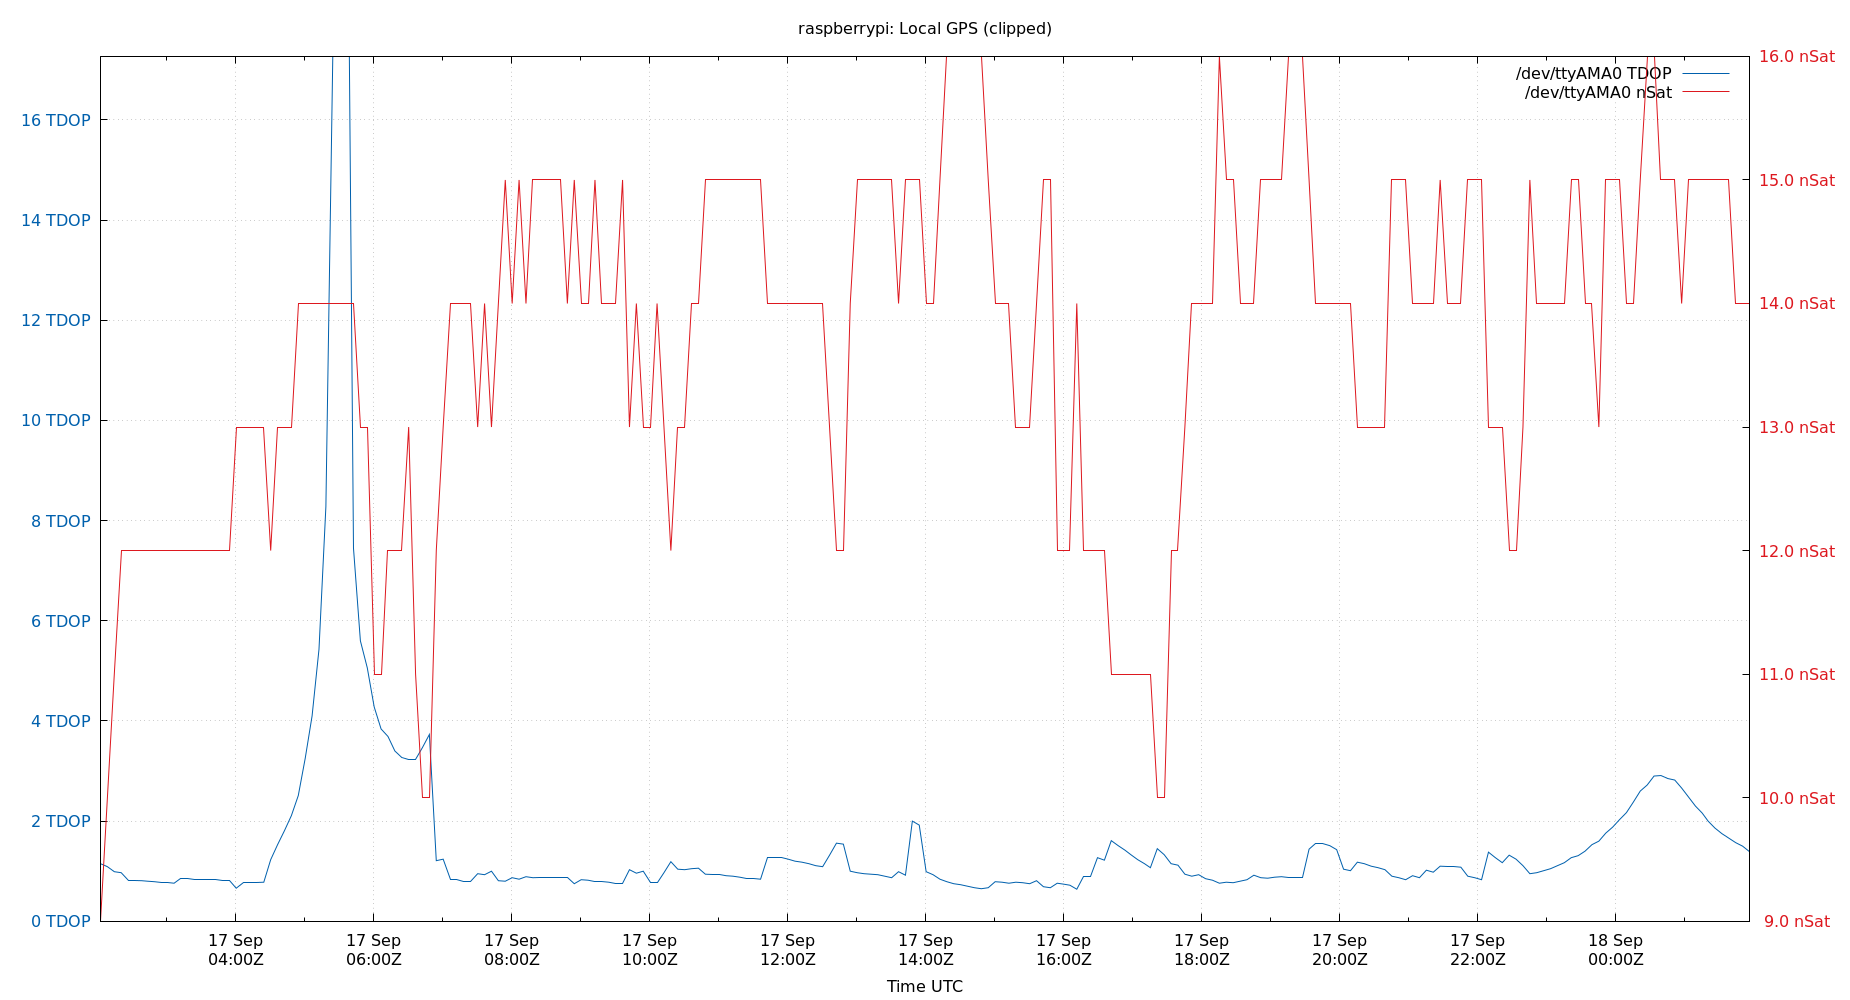 raspberrypi: Local GPS (clipped)
/dev/ttyAMA0 TDOP
/dev/ttyAMA0 nSat
16 TDOP
14 TDOP
12 TDOP
10 TDOP
8 TDOP
6 TDOP
4 TDOP
2 TDOP
0 TDOP
16.0 nSat
15.0 nSat
14.0 nSat
13.0 nSat
12.0 nSat
11.0 nSat
10.0 nSat
9.0 nSat
17 Sep
04:00Z
17 Sep
06:00Z
17 Sep
08:00Z
17 Sep
10:00Z
17 Sep
12:00Z
17 Sep
14:00Z
17 Sep
16:00Z
17 Sep
18:00Z
17 Sep
20:00Z
17 Sep
22:00Z
18 Sep
00:00Z
Time UTC